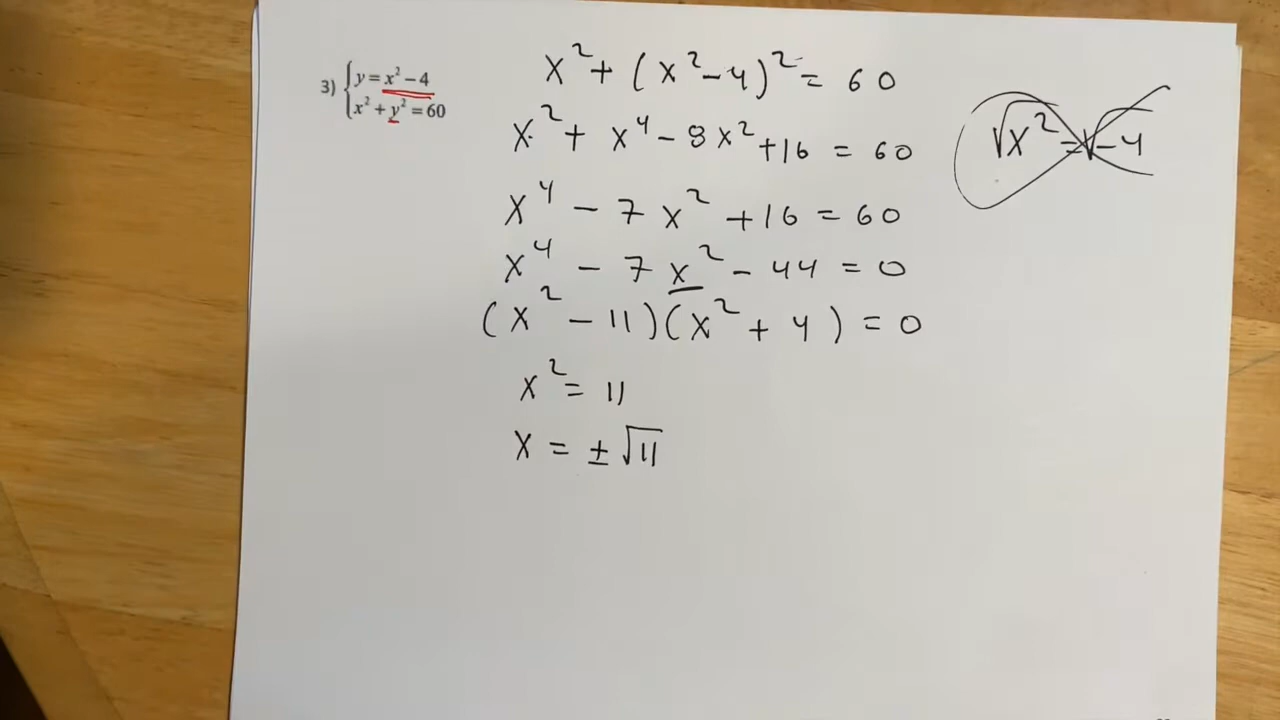 3) { y = x² − 4
x² + y² = 60
x² + (x² − 4)² = 60
x² + x⁴ − 8x² + 16 = 60
x⁴ − 7x² + 16 = 60
x⁴ − 7x² − 44 = 0
(x² − 11)(x² + 4) = 0
x² = 11
x = ± √11
√x² = √−4